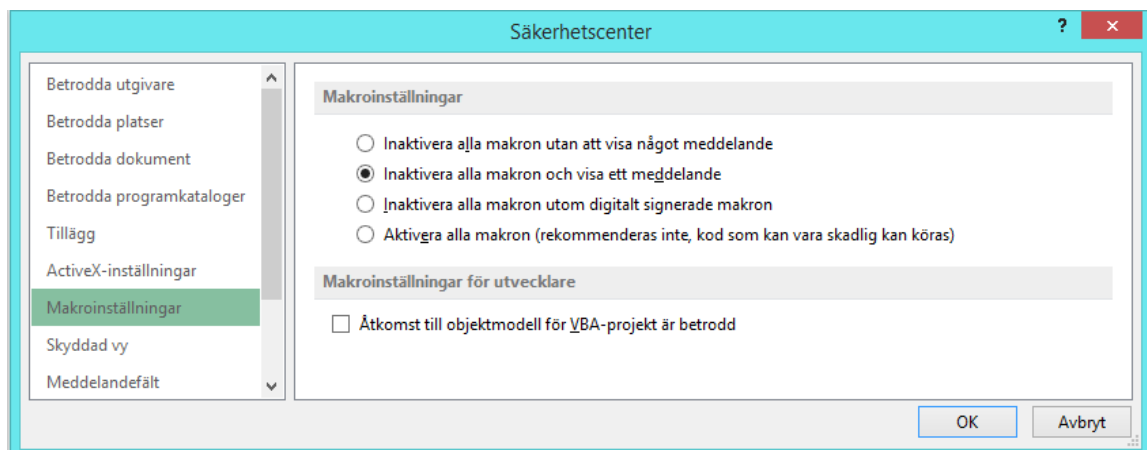 Säkerhetscenter
?
Betrodda utgivare
Betrodda platser
Betrodda dokument
Betrodda programkataloger
Tillägg
ActiveX-inställningar
Makroinställningar
Skyddad vy
Meddelandefält
Makroinställningar
Inaktivera alla makron utan att visa något meddelande
Inaktivera alla makron och visa ett meddelande
Inaktivera alla makron utom digitalt signerade makron
Aktivera alla makron (rekommenderas inte, kod som kan vara skadlig kan köras)
Makroinställningar för utvecklare
Åtkomst till objektmodell för VBA-projekt är betrodd
OK
Avbryt